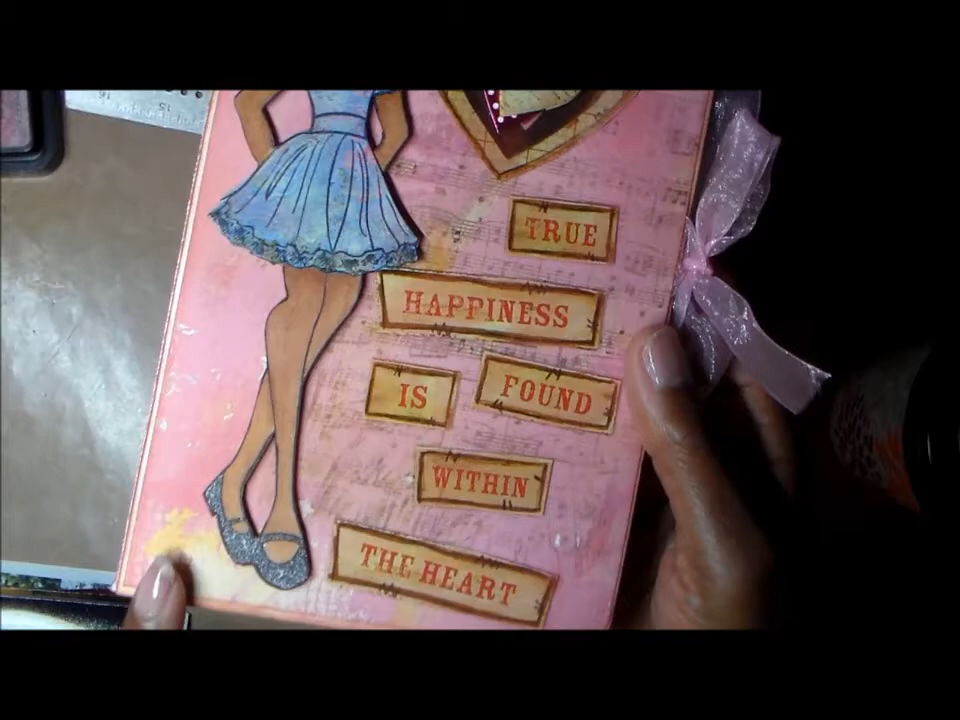 TRUE
HAPPINESS
IS FOUND
WITHIN
THE HEART